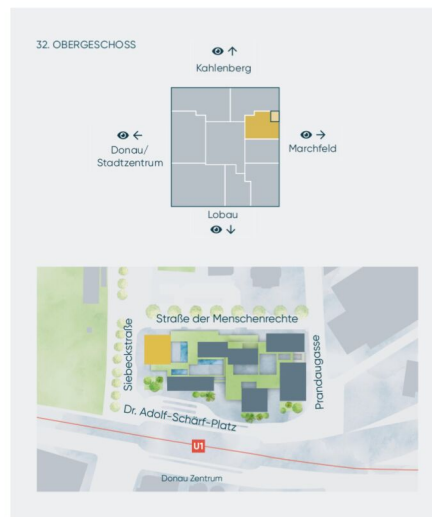 32. OBERGESCHOSS
Kahlenberg
Donau/
Stadtzentrum
Marchfeld
Lobau
Straße der Menschenrechte
Siebeckstraße
Prandaugasse
Dr. Adolf-Schärf-Platz
U1
Donau Zentrum